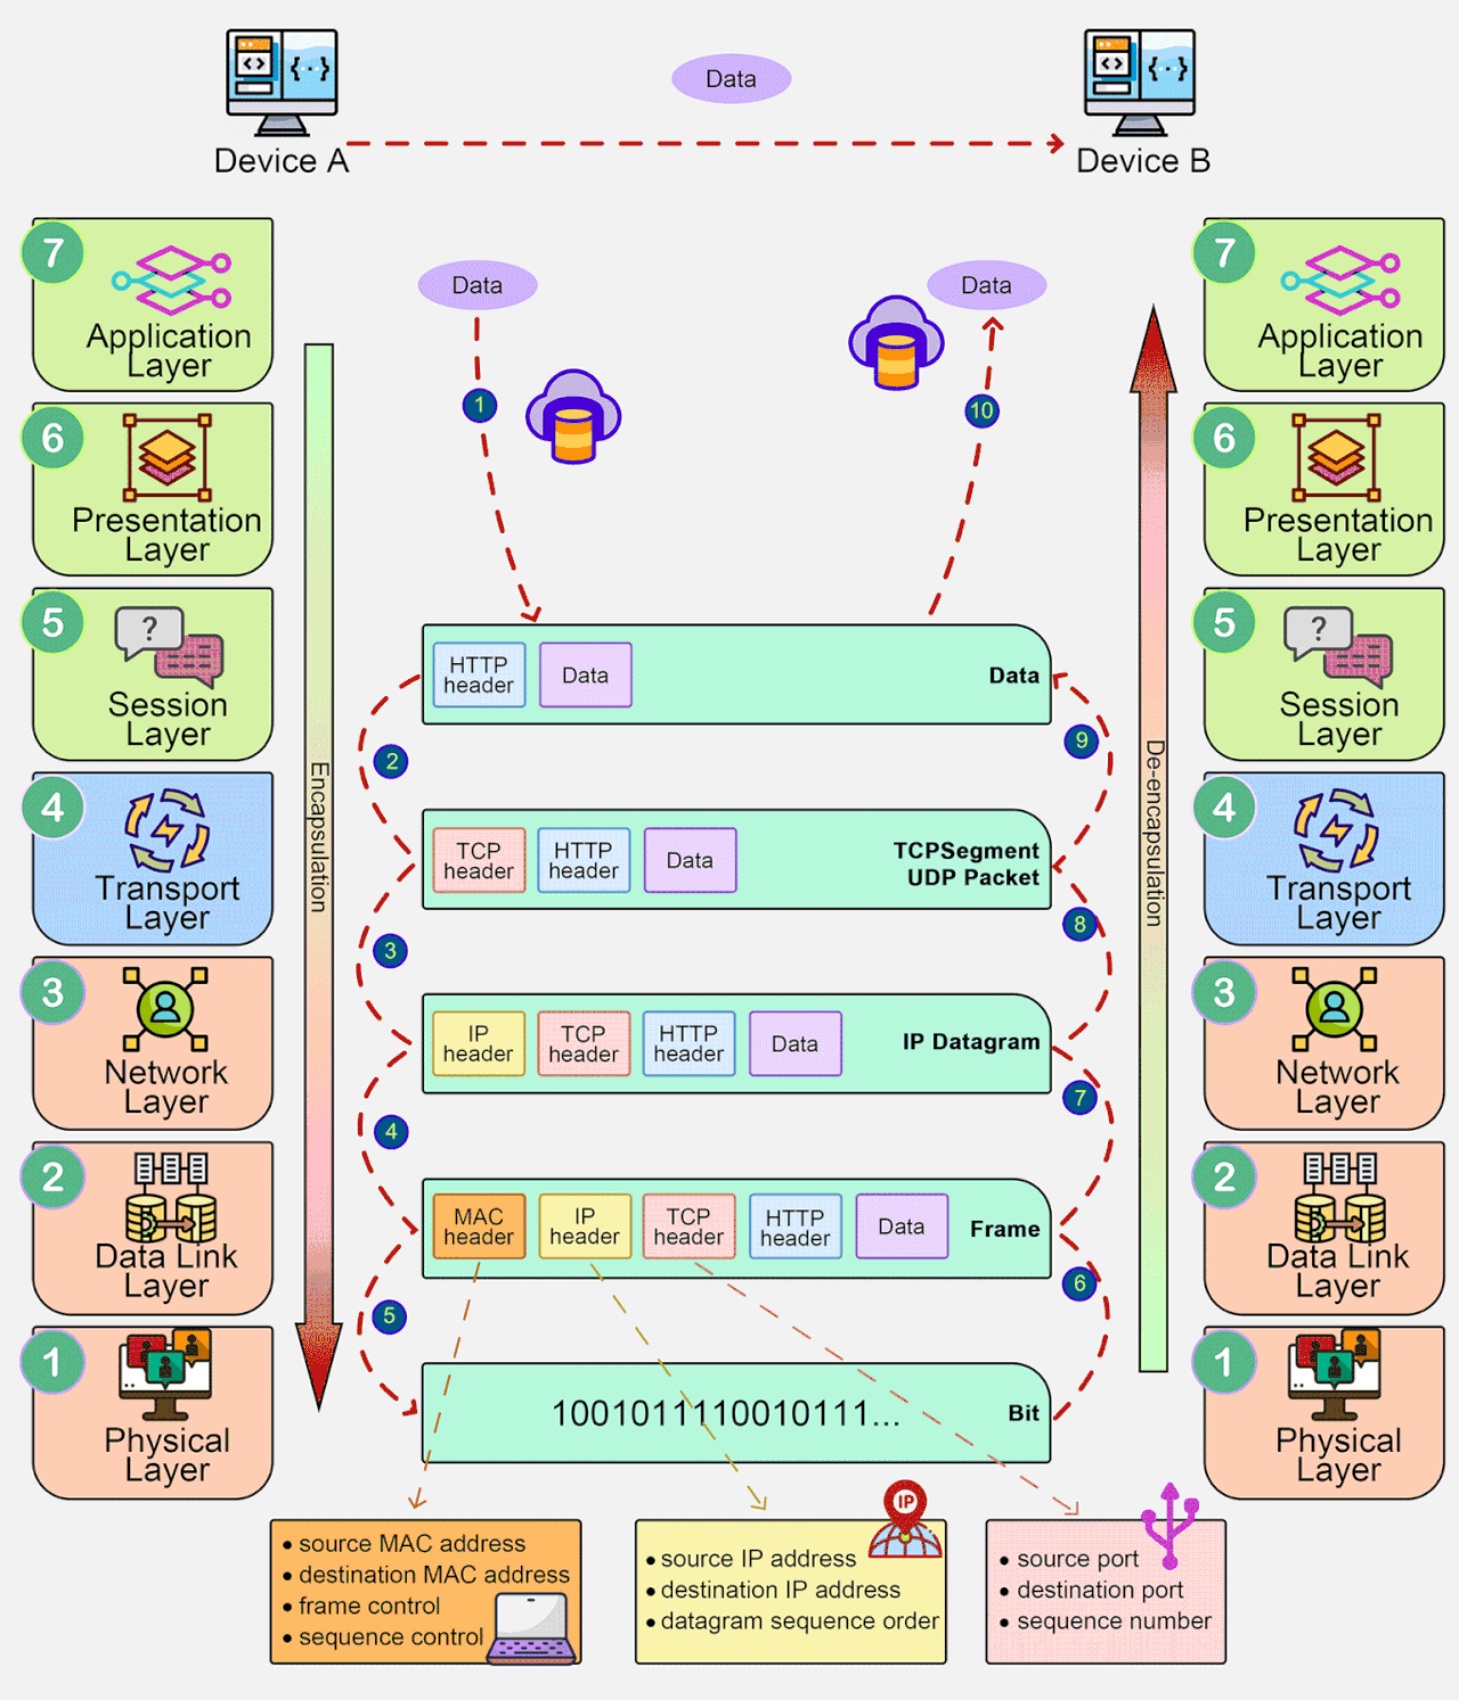 Data
Device A
Device B
7
Application
Layer
6
Presentation
Layer
5
?
Session
Layer
4
Transport
Layer
3
Network
Layer
2
Data Link
Layer
1
Physical
Layer
Encapsulation
Data
1
Data
10
HTTP
header
Data
Data
2
9
TCP
header
HTTP
header
Data
TCPSegment
UDP Packet
3
8
IP
header
TCP
header
HTTP
header
Data
IP Datagram
4
7
MAC
header
IP
header
TCP
header
HTTP
header
Data
Frame
5
6
1001011110010111...
Bit
De-encapsulation
7
Application
Layer
6
Presentation
Layer
5
?
Session
Layer
4
Transport
Layer
3
Network
Layer
2
Data Link
Layer
1
Physical
Layer
• source MAC address
• destination MAC address
• frame control
• sequence control
IP
• source IP address
• destination IP address
• datagram sequence order
• source port
• destination port
• sequence number